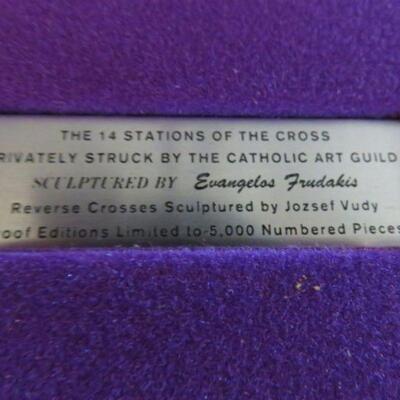 THE 14 STATIONS OF THE CROSS
RIVATELY STRUCK BY THE CATHOLIC ART GUILD
SCULPTURED BY Evangelos Frudakis
Reverse Crosses Sculptured by Jozsef Vudy
oof Editions Limited to 5,000 Numbered Pieces